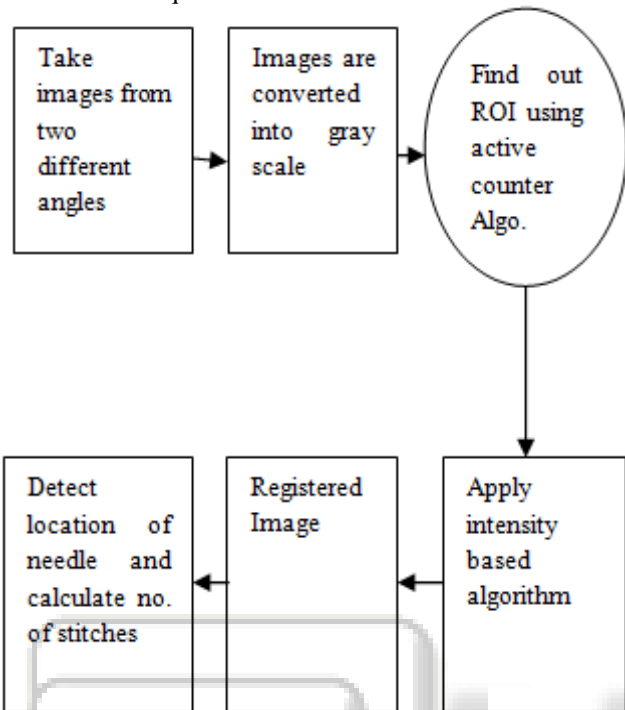 Take
images from
two
different
angles
Images are
converted
into gray
scale
Find out
ROI using
active
counter
Algo.
Detect
location of
needle and
calculate no.
of stitches
Registered
Image
Apply
intensity
based
algorithm